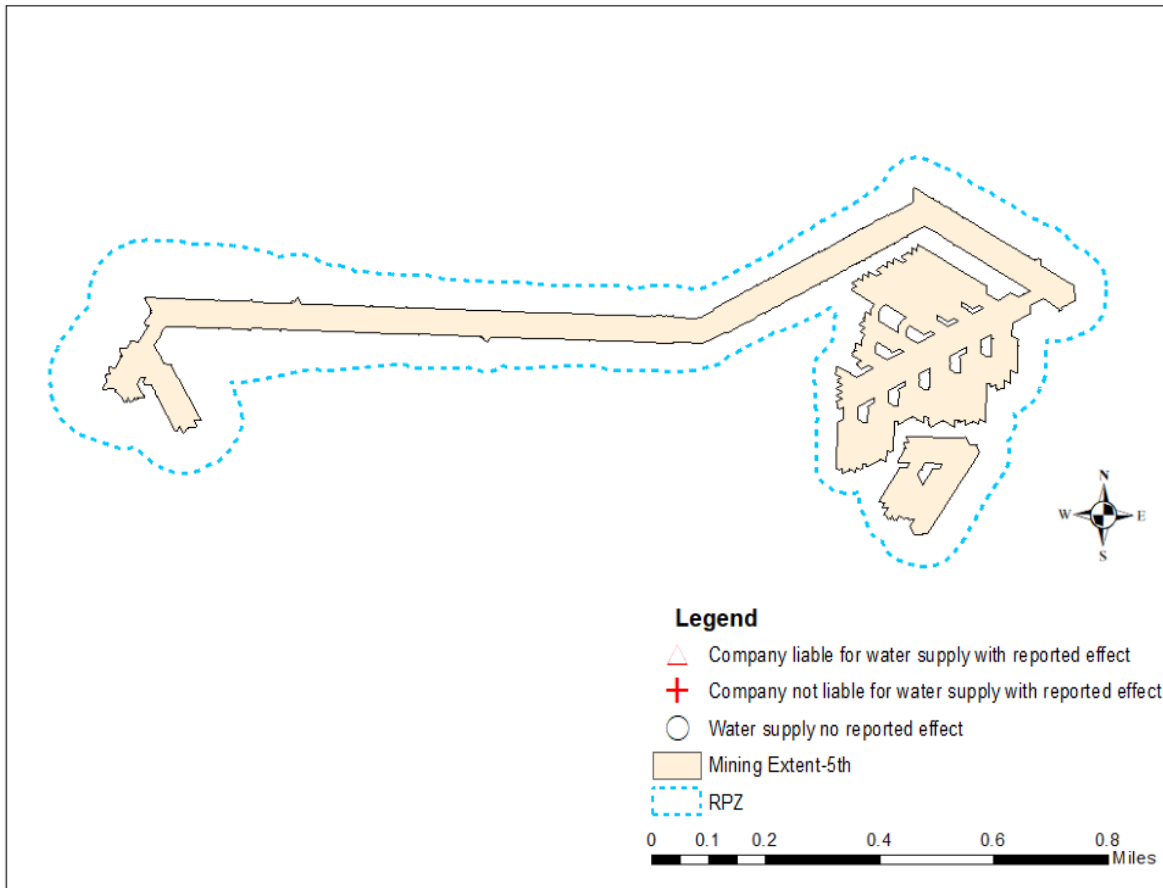 N
W E
S
Legend
Company liable for water supply with reported effect
Company not liable for water supply with reported effect
Water supply no reported effect
Mining Extent-5th
RPZ
0 0.1 0.2 0.4 0.6 0.8
Miles